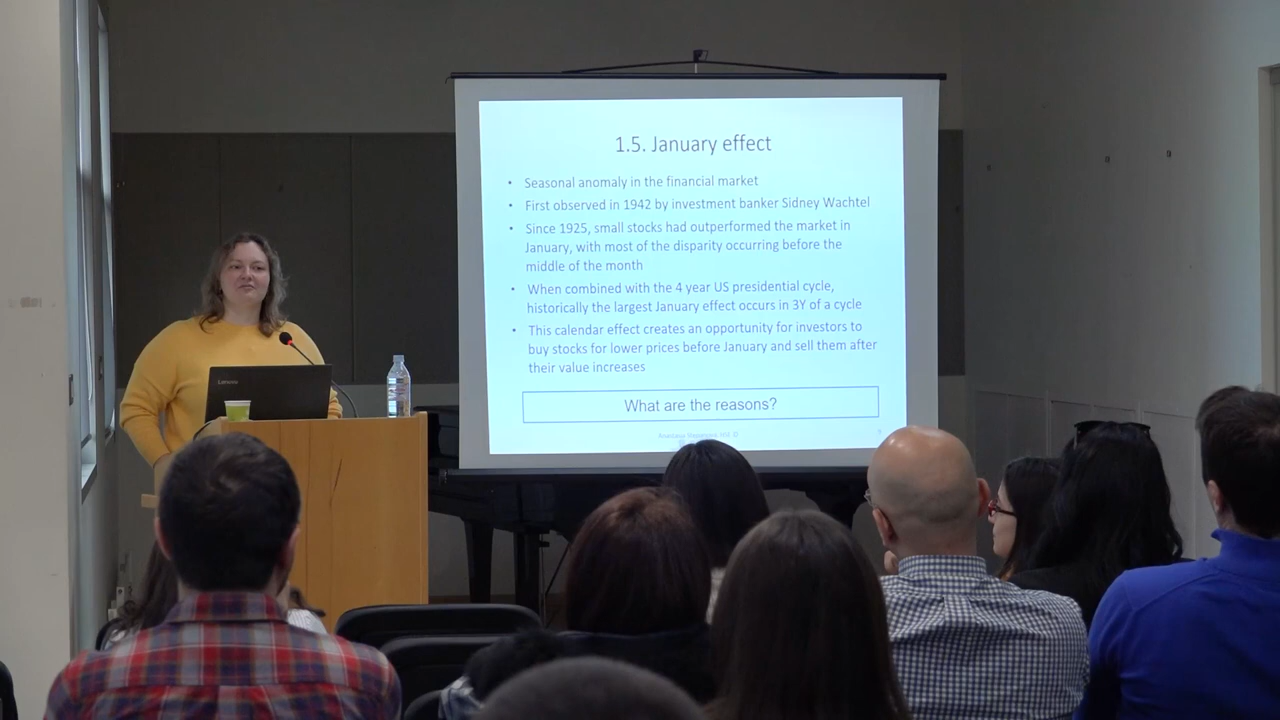 1.5. January effect
• Seasonal anomaly in the financial market
• First observed in 1942 by investment banker Sidney Wachtel
• Since 1925, small stocks had outperformed the market in
January, with most of the disparity occurring before the
middle of the month
• When combined with the 4 year US presidential cycle,
historically the largest January effect occurs in 3Y of a cycle
• This calendar effect creates an opportunity for investors to
buy stocks for lower prices before January and sell them after
their value increases
What are the reasons?
Lenovo